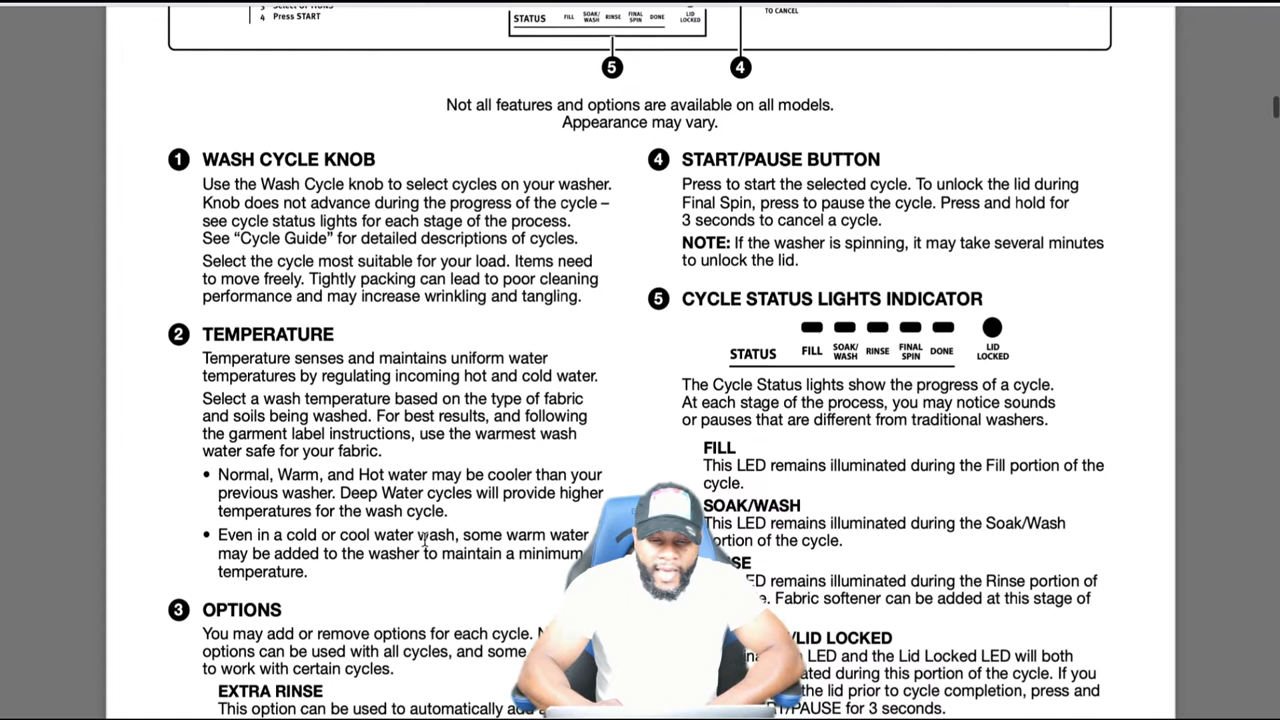 3 Select OPTIONS
4 Press START
STATUS FILL SOAK/WASH RINSE FINAL SPIN DONE LID LOCKED
TO CANCEL
5 4
Not all features and options are available on all models.
Appearance may vary.
1 WASH CYCLE KNOB
Use the Wash Cycle knob to select cycles on your washer.
Knob does not advance during the progress of the cycle –
see cycle status lights for each stage of the process.
See “Cycle Guide” for detailed descriptions of cycles.
Select the cycle most suitable for your load. Items need
to move freely. Tightly packing can lead to poor cleaning
performance and may increase wrinkling and tangling.
2 TEMPERATURE
Temperature senses and maintains uniform water
temperatures by regulating incoming hot and cold water.
Select a wash temperature based on the type of fabric
and soils being washed. For best results, and following
the garment label instructions, use the warmest wash
water safe for your fabric.
• Normal, Warm, and Hot water may be cooler than your
previous washer. Deep Water cycles will provide higher
temperatures for the wash cycle.
• Even in a cold or cool water wash, some warm water
may be added to the washer to maintain a minimum
temperature.
3 OPTIONS
You may add or remove options for each cycle.
options can be used with all cycles, and some
to work with certain cycles.
EXTRA RINSE
This option can be used to automatically add
4 START/PAUSE BUTTON
Press to start the selected cycle. To unlock the lid during
Final Spin, press to pause the cycle. Press and hold for
3 seconds to cancel a cycle.
NOTE: If the washer is spinning, it may take several minutes
to unlock the lid.
5 CYCLE STATUS LIGHTS INDICATOR
STATUS FILL SOAK/WASH RINSE FINAL SPIN DONE LID LOCKED
The Cycle Status lights show the progress of a cycle.
At each stage of the process, you may notice sounds
or pauses that are different from traditional washers.
FILL
This LED remains illuminated during the Fill portion of the
cycle.
SOAK/WASH
This LED remains illuminated during the Soak/Wash
portion of the cycle.
SE
ED remains illuminated during the Rinse portion of
e. Fabric softener can be added at this stage of
/LID LOCKED
LED and the Lid Locked LED will both
ated during this portion of the cycle. If you
the lid prior to cycle completion, press and
RT/PAUSE for 3 seconds.